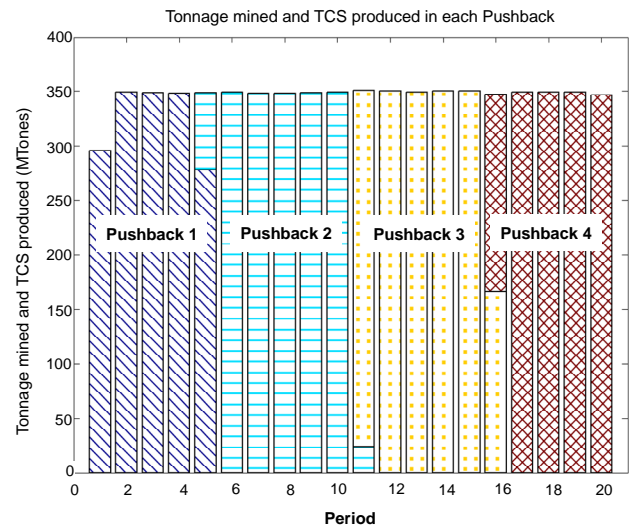 Tonnage mined and TCS produced in each Pushback
Tonnage mined and TCS produced (MTones)
400
350
300
250
200
150
100
50
0
Pushback 1
Pushback 2
Pushback 3
Pushback 4
0 2 4 6 8 10 12 14 16 18 20
Period